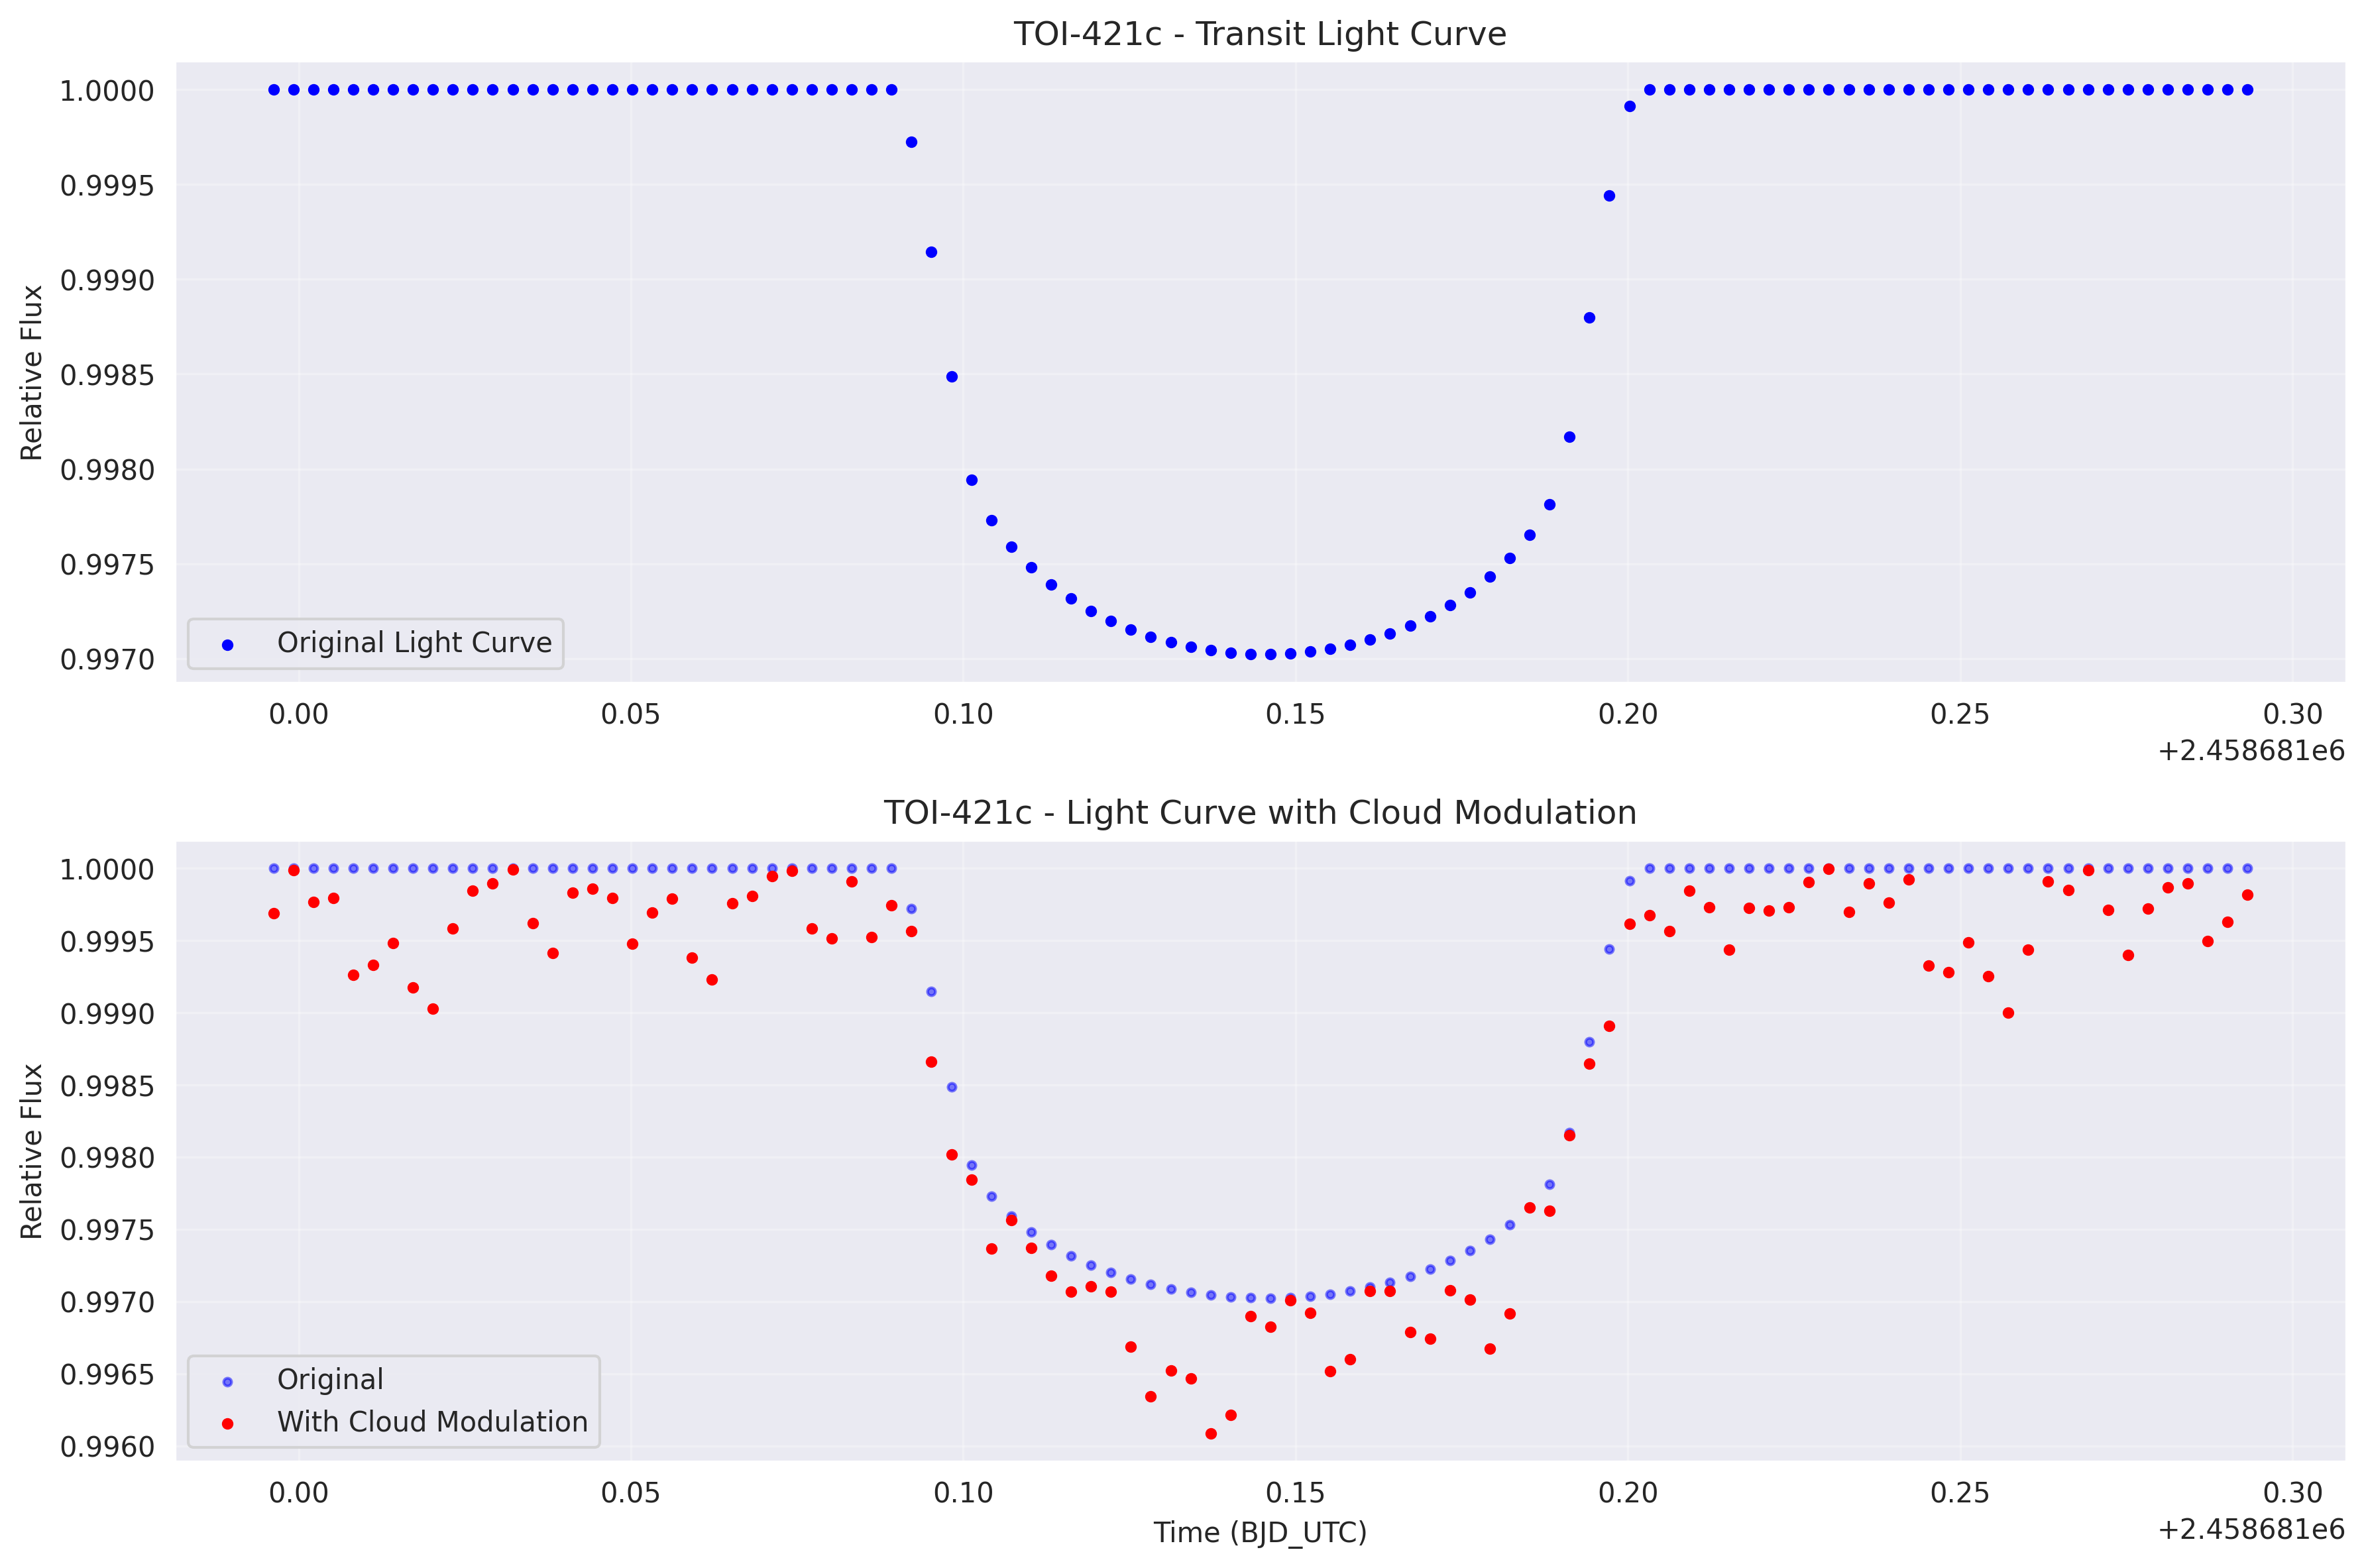 TOI-421c - Transit Light Curve
Relative Flux
1.0000
0.9995
0.9990
0.9985
0.9980
0.9975
0.9970
Original Light Curve
0.00 0.05 0.10 0.15 0.20 0.25 0.30
+2.458681e6
TOI-421c - Light Curve with Cloud Modulation
Relative Flux
1.0000
0.9995
0.9990
0.9985
0.9980
0.9975
0.9970
0.9965
0.9960
Original
With Cloud Modulation
0.00 0.05 0.10 0.15 0.20 0.25 0.30
Time (BJD_UTC)
+2.458681e6